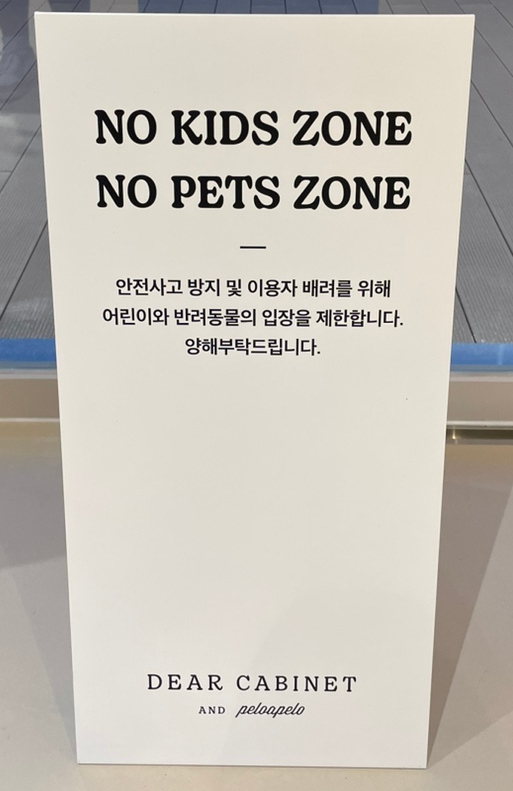 NO KIDS ZONE
NO PETS ZONE
안전사고 방지 및 이용자 배려를 위해
어린이와 반려동물의 입장을 제한합니다.
양해부탁드립니다.
DEAR CABINET
AND peloapelo